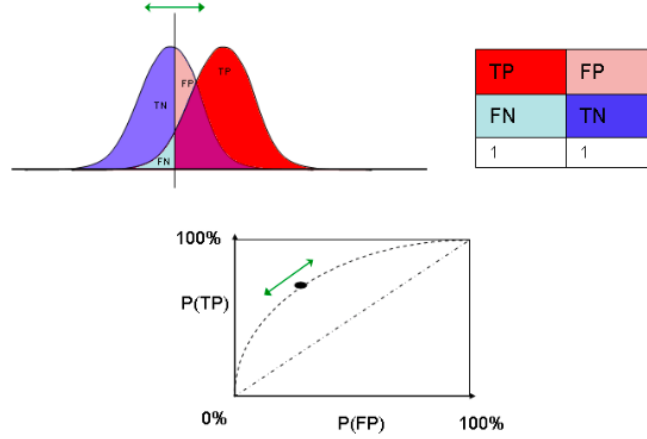 TP
FP
TN
FN
TP FP
FN TN
1 1
100%
P(TP)
0%
P(FP)
100%